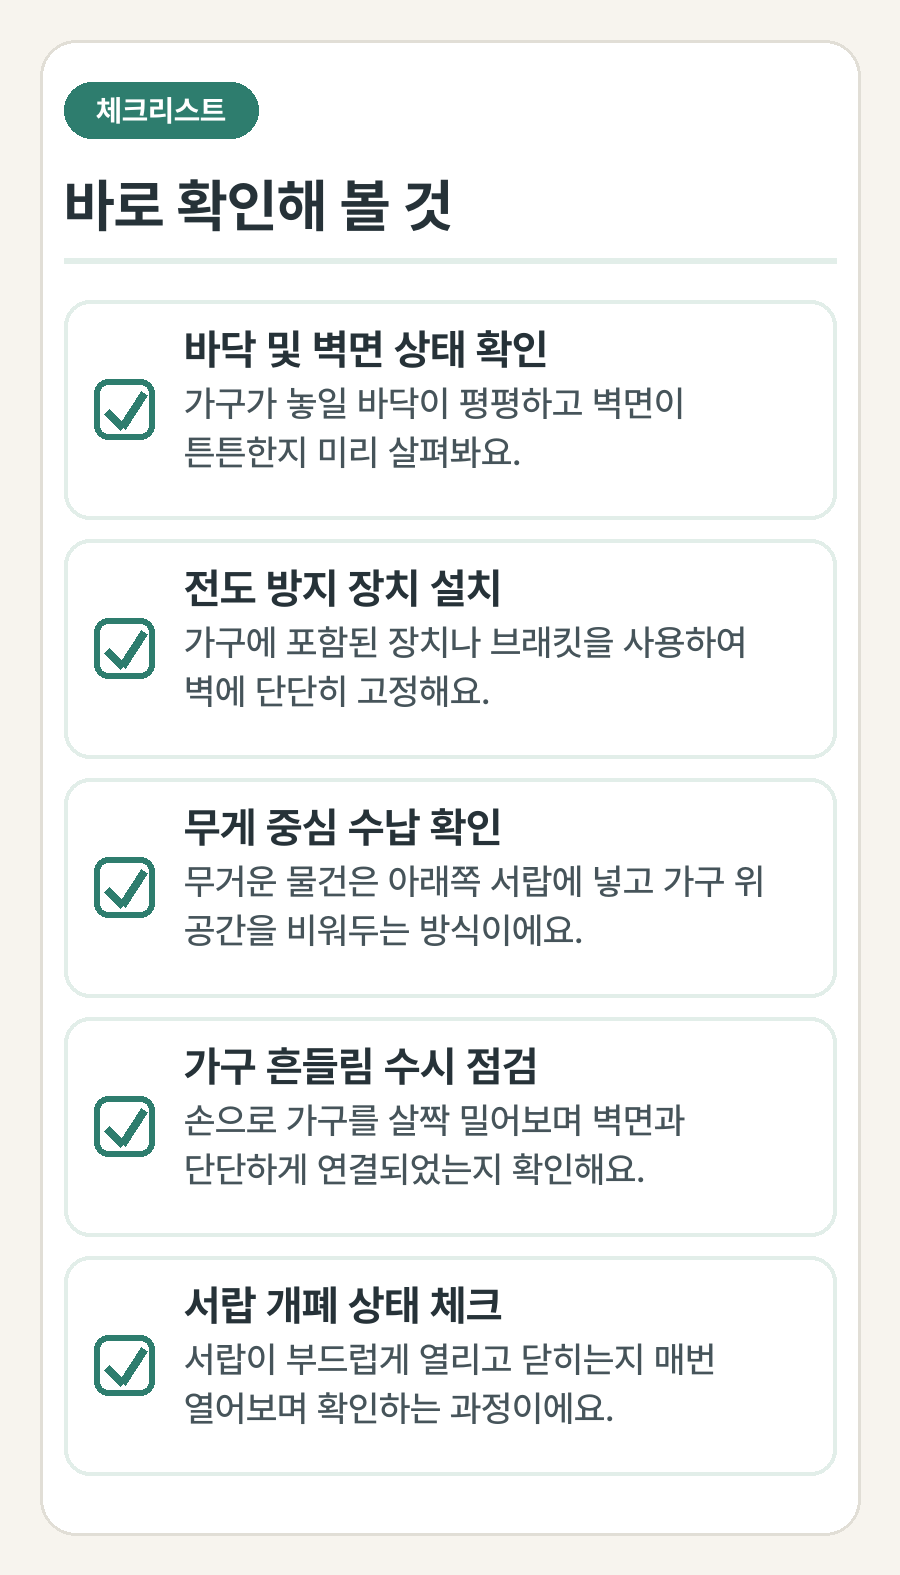 체크리스트
바로 확인해 볼 것
바닥 및 벽면 상태 확인
가구가 놓일 바닥이 평평하고 벽면이
튼튼한지 미리 살펴봐요.
전도 방지 장치 설치
가구에 포함된 장치나 브래킷을 사용하여
벽에 단단히 고정해요.
무게 중심 수납 확인
무거운 물건은 아래쪽 서랍에 넣고 가구 위
공간을 비워두는 방식이에요.
가구 흔들림 수시 점검
손으로 가구를 살짝 밀어보며 벽면과
단단하게 연결되었는지 확인해요.
서랍 개폐 상태 체크
서랍이 부드럽게 열리고 닫히는지 매번
열어보며 확인하는 과정이에요.